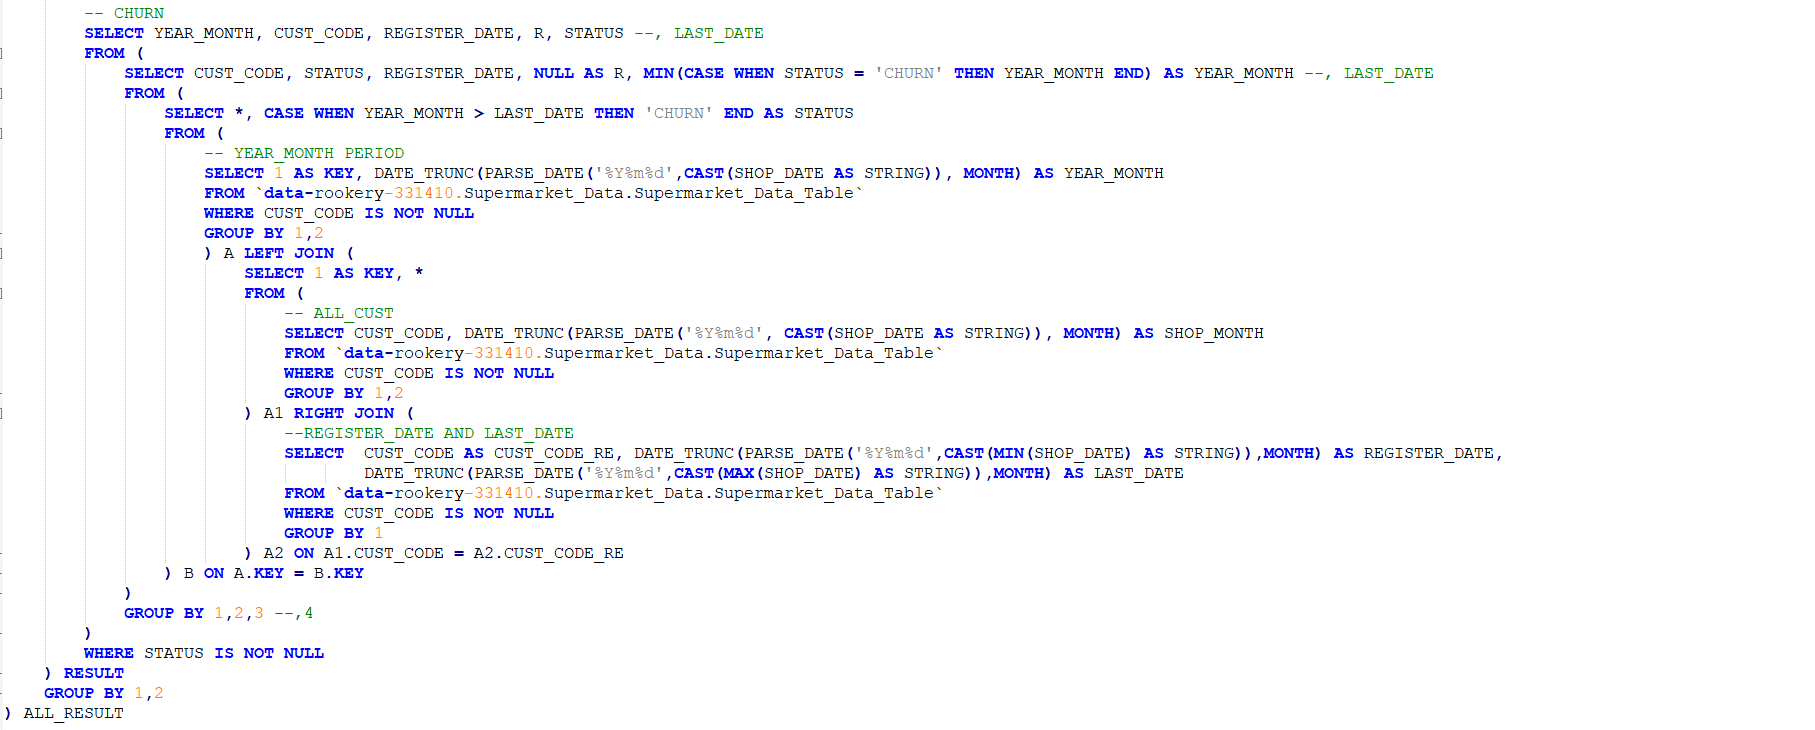 -- CHURN
SELECT YEAR_MONTH, CUST_CODE, REGISTER_DATE, R, STATUS --, LAST_DATE
FROM (
SELECT CUST_CODE, STATUS, REGISTER_DATE, NULL AS R, MIN(CASE WHEN STATUS = 'CHURN' THEN YEAR_MONTH END) AS YEAR_MONTH --, LAST_DATE
FROM (
SELECT *, CASE WHEN YEAR_MONTH > LAST_DATE THEN 'CHURN' END AS STATUS
FROM (
-- YEAR_MONTH PERIOD
SELECT 1 AS KEY, DATE_TRUNC(PARSE_DATE('%Y%m%d',CAST(SHOP_DATE AS STRING)), MONTH) AS YEAR_MONTH
FROM `data-rookery-331410.Supermarket_Data.Supermarket_Data_Table`
WHERE CUST_CODE IS NOT NULL
GROUP BY 1,2
) A LEFT JOIN (
SELECT 1 AS KEY, *
FROM (
-- ALL_CUST
SELECT CUST_CODE, DATE_TRUNC(PARSE_DATE('%Y%m%d', CAST(SHOP_DATE AS STRING)), MONTH) AS SHOP_MONTH
FROM `data-rookery-331410.Supermarket_Data.Supermarket_Data_Table`
WHERE CUST_CODE IS NOT NULL
GROUP BY 1,2
) A1 RIGHT JOIN (
--REGISTER_DATE AND LAST_DATE
SELECT  CUST_CODE AS CUST_CODE_RE, DATE_TRUNC(PARSE_DATE('%Y%m%d',CAST(MIN(SHOP_DATE) AS STRING)),MONTH) AS REGISTER_DATE,
DATE_TRUNC(PARSE_DATE('%Y%m%d',CAST(MAX(SHOP_DATE) AS STRING)),MONTH) AS LAST_DATE
FROM `data-rookery-331410.Supermarket_Data.Supermarket_Data_Table`
WHERE CUST_CODE IS NOT NULL
GROUP BY 1
) A2 ON A1.CUST_CODE = A2.CUST_CODE_RE
) B ON A.KEY = B.KEY
)
GROUP BY 1,2,3 --,4
)
WHERE STATUS IS NOT NULL
) RESULT
GROUP BY 1,2
) ALL_RESULT